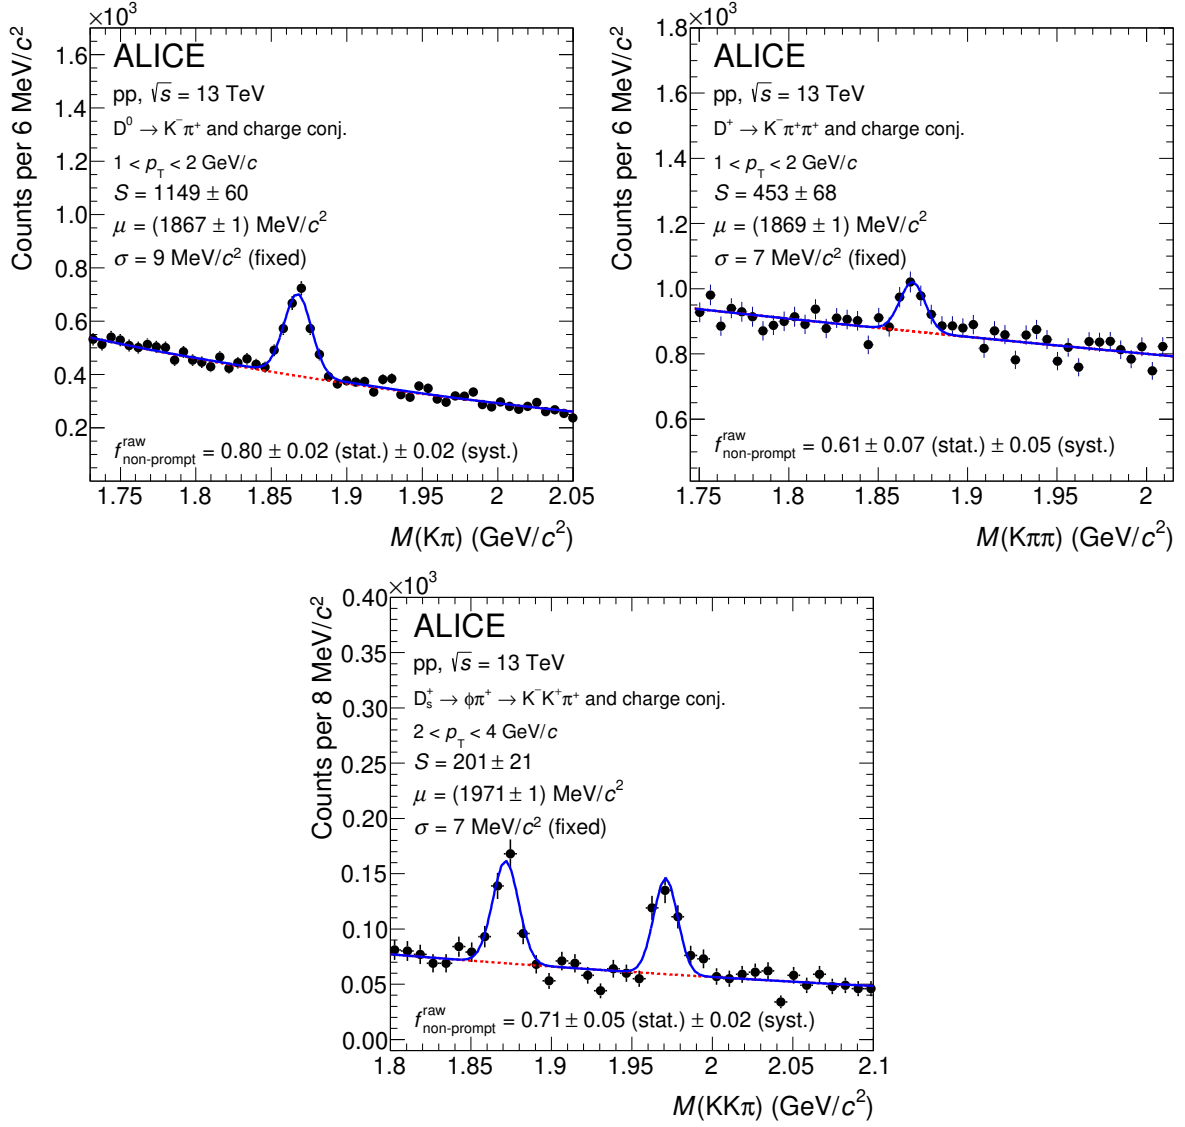 ×10³
Counts per 6 MeV/c²
1.6
1.4
1.2
1.0
0.8
0.6
0.4
0.2
ALICE
pp, √s = 13 TeV
D⁰ → K⁻π⁺ and charge conj.
1 < p_T < 2 GeV/c
S = 1149 ± 60
μ = (1867 ± 1) MeV/c²
σ = 9 MeV/c² (fixed)
f^raw_non-prompt = 0.80 ± 0.02 (stat.) ± 0.02 (syst.)
1.75 1.8 1.85 1.9 1.95 2 2.05
M(Kπ) (GeV/c²)
×10³
Counts per 6 MeV/c²
1.8
1.6
1.4
1.2
1.0
0.8
0.6
ALICE
pp, √s = 13 TeV
D⁺ → K⁻π⁺π⁺ and charge conj.
1 < p_T < 2 GeV/c
S = 453 ± 68
μ = (1869 ± 1) MeV/c²
σ = 7 MeV/c² (fixed)
f^raw_non-prompt = 0.61 ± 0.07 (stat.) ± 0.05 (syst.)
1.75 1.8 1.85 1.9 1.95 2
M(Kππ) (GeV/c²)
×10³
Counts per 8 MeV/c²
0.40
0.35
0.30
0.25
0.20
0.15
0.10
0.05
0.00
ALICE
pp, √s = 13 TeV
D_s⁺ → ϕπ⁺ → K⁻K⁺π⁺ and charge conj.
2 < p_T < 4 GeV/c
S = 201 ± 21
μ = (1971 ± 1) MeV/c²
σ = 7 MeV/c² (fixed)
f^raw_non-prompt = 0.71 ± 0.05 (stat.) ± 0.02 (syst.)
1.8 1.85 1.9 1.95 2 2.05 2.1
M(KKπ) (GeV/c²)